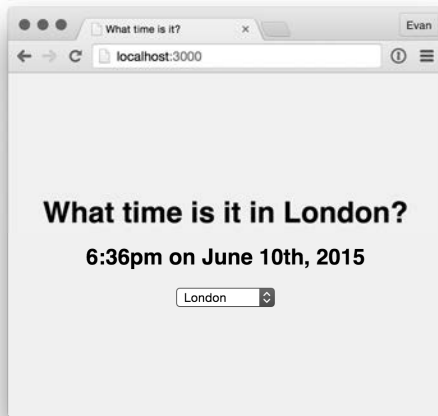 What time is it?
Evan
localhost:3000
What time is it in London?
6:36pm on June 10th, 2015
London